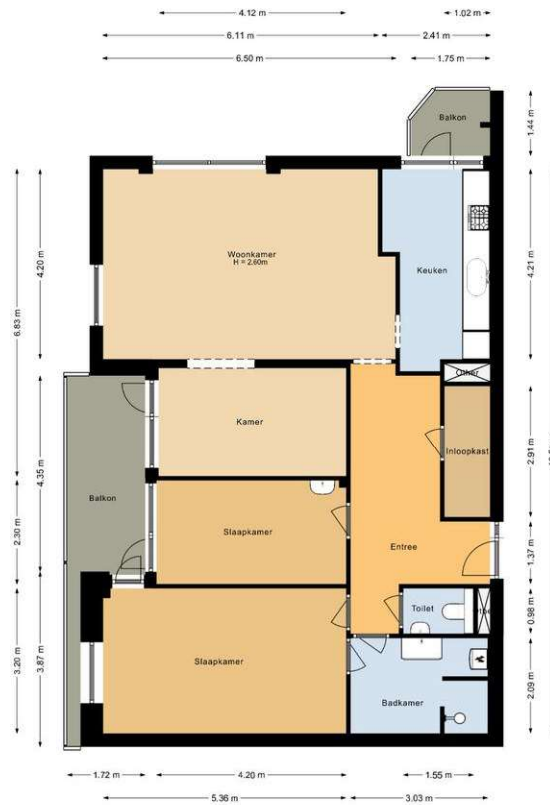 4.12 m
1.02 m
6.11 m
2.41 m
6.50 m
1.75 m
Balkon
1.44 m
Woonkamer
H = 2.60m
Keuken
4.20 m
6.83 m
4.21 m
Other
Kamer
Inloopkast
2.91 m
4.35 m
Balkon
2.30 m
Slaapkamer
Entree
1.37 m
Toilet
0.98 m
3.20 m
3.87 m
Slaapkamer
Badkamer
2.09 m
1.72 m
4.20 m
1.55 m
5.36 m
3.03 m